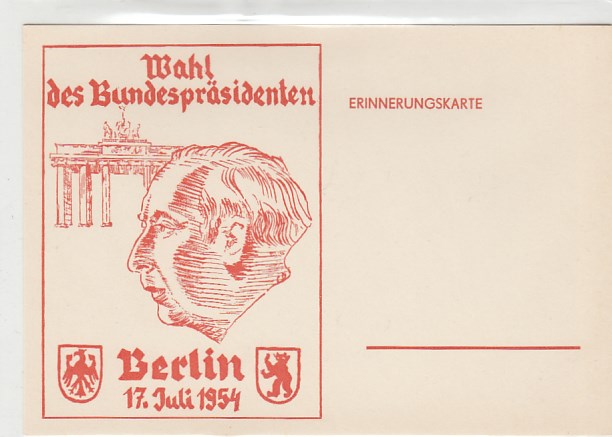 Wahl
des Bundespräsidenten
ERINNERUNGSKARTE
Berlin
17. Juli 1954